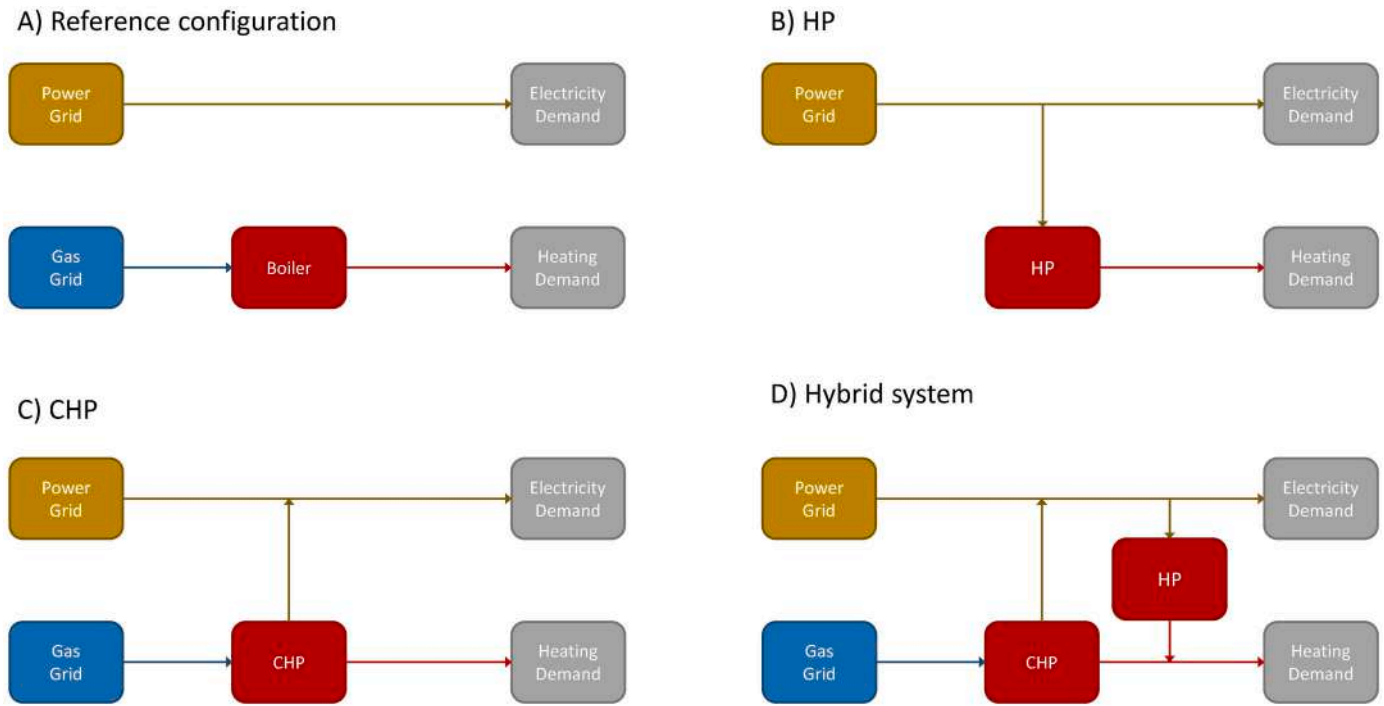 A) Reference configuration
Power
Grid
Electricity
Demand
Gas
Grid
Boiler
Heating
Demand
B) HP
Power
Grid
Electricity
Demand
HP
Heating
Demand
C) CHP
Power
Grid
Electricity
Demand
Gas
Grid
CHP
Heating
Demand
D) Hybrid system
Power
Grid
Electricity
Demand
HP
Gas
Grid
CHP
Heating
Demand